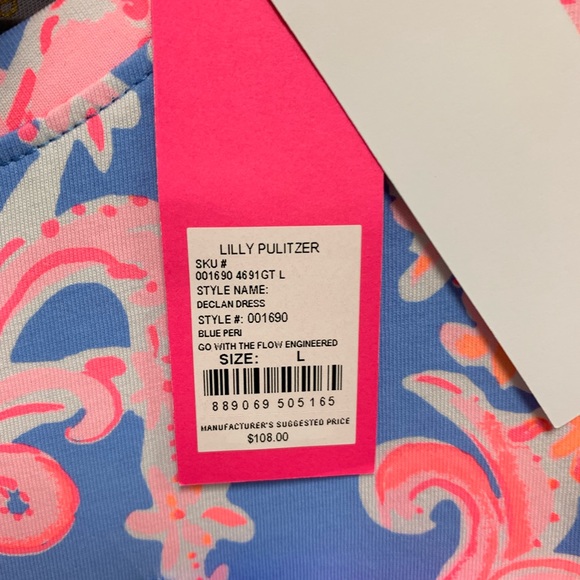 LILLY PULITZER
SKU #
001690 4691GT L
STYLE NAME:
DECLAN DRESS
STYLE #: 001690
BLUE PERI
GO WITH THE FLOW ENGINEERED
SIZE: L
889069 505165
MANUFACTURER'S SUGGESTED PRICE
$108.00